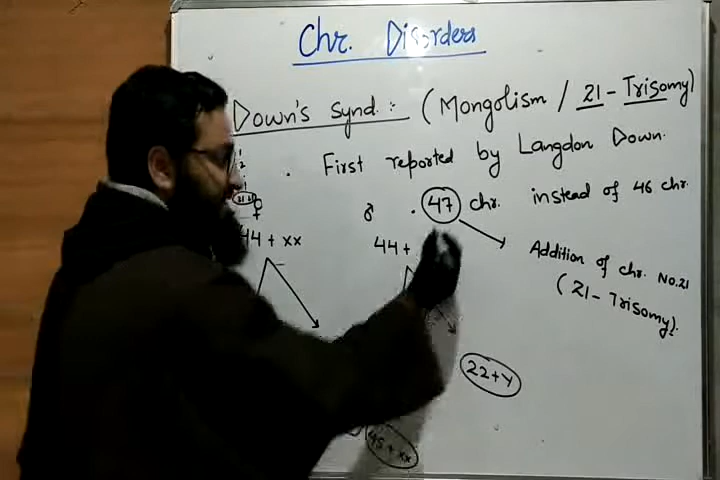 Chr. Disorders
Down's Synd :- (Mongolism / 21 - Trisomy)
. First reported by Langdon Down.
. 47 chr. instead of 46 chr.
Addition of chr. No. 21
(21 - Trisomy).
♀
44 + xx
♂
44 +
22 + Y
45 + xx